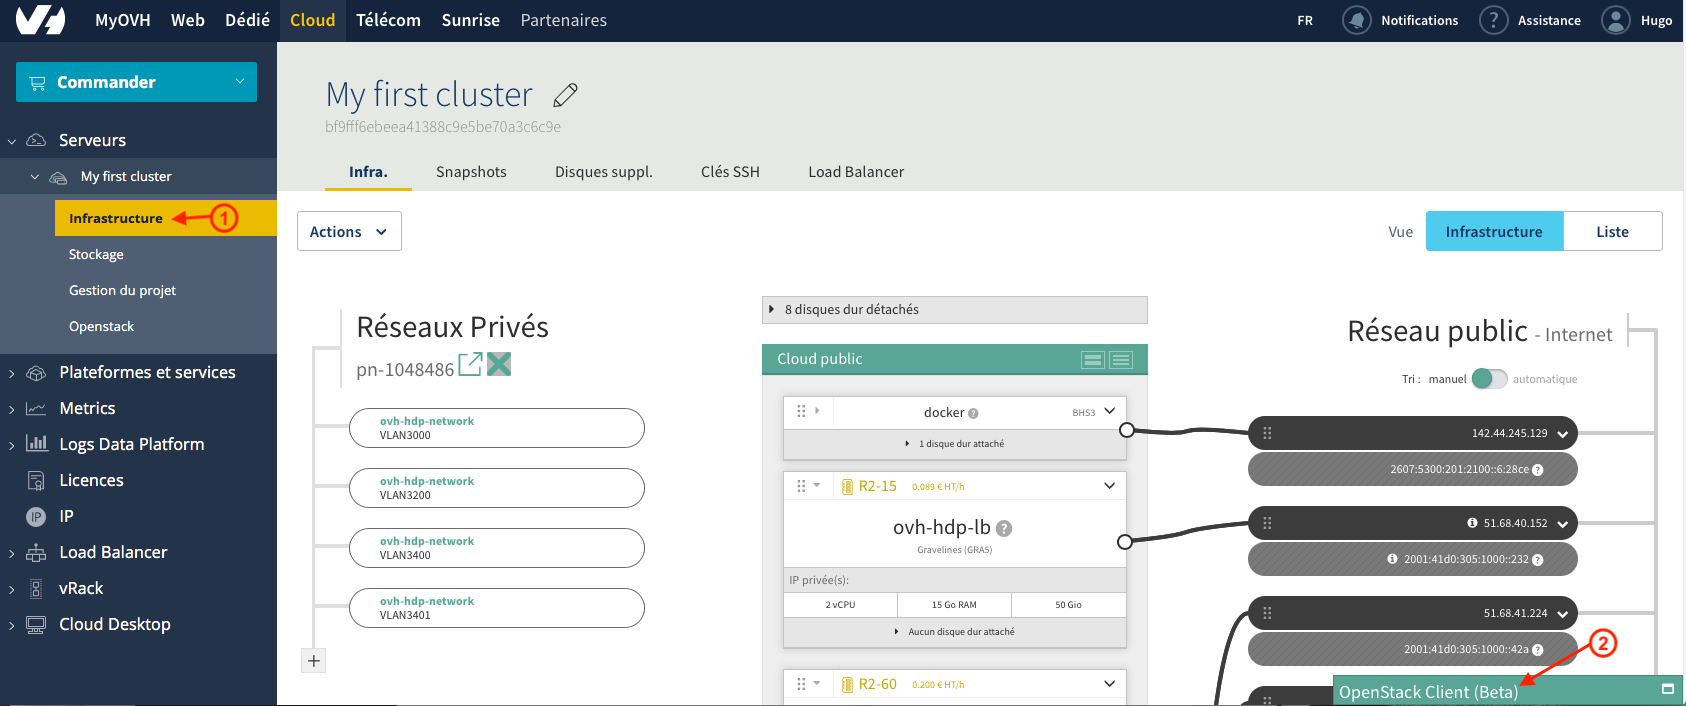 MyOVH Web Dédié Cloud Télécom Sunrise Partenaires FR Notifications ? Assistance Hugo
Commander
Serveurs
My first cluster
Infrastructure 1
Stockage
Gestion du projet
Openstack
Plateformes et services
Metrics
Logs Data Platform
Licences
IP IP
Load Balancer
vRack
Cloud Desktop
My first cluster
bf9fff6ebeea41388c9e5be70a3c6c9e
Infra. Snapshots Disques suppl. Clés SSH Load Balancer
Actions
Vue Infrastructure Liste
Réseaux Privés
pn-1048486
ovh-hdp-network
VLAN3000
ovh-hdp-network
VLAN3200
ovh-hdp-network
VLAN3400
ovh-hdp-network
VLAN3401
+
8 disques dur détachés
Cloud public
docker ? BHS3
1 disque dur attaché
R2-15 0.089 € HT/h
ovh-hdp-lb ?
Gravelines (GRA5)
IP privée(s):
2 vCPU 15 Go RAM 50 Gio
Aucun disque dur attaché
R2-60 0.200 € HT/h
Réseau public - Internet
Tri : manuel automatique
142.44.245.129
2607:5300:201:2100::6:28ce ?
51.68.40.152
2001:41d0:305:1000::232 ?
51.68.41.224
2001:41d0:305:1000::42a ?
2
OpenStack Client (Beta)